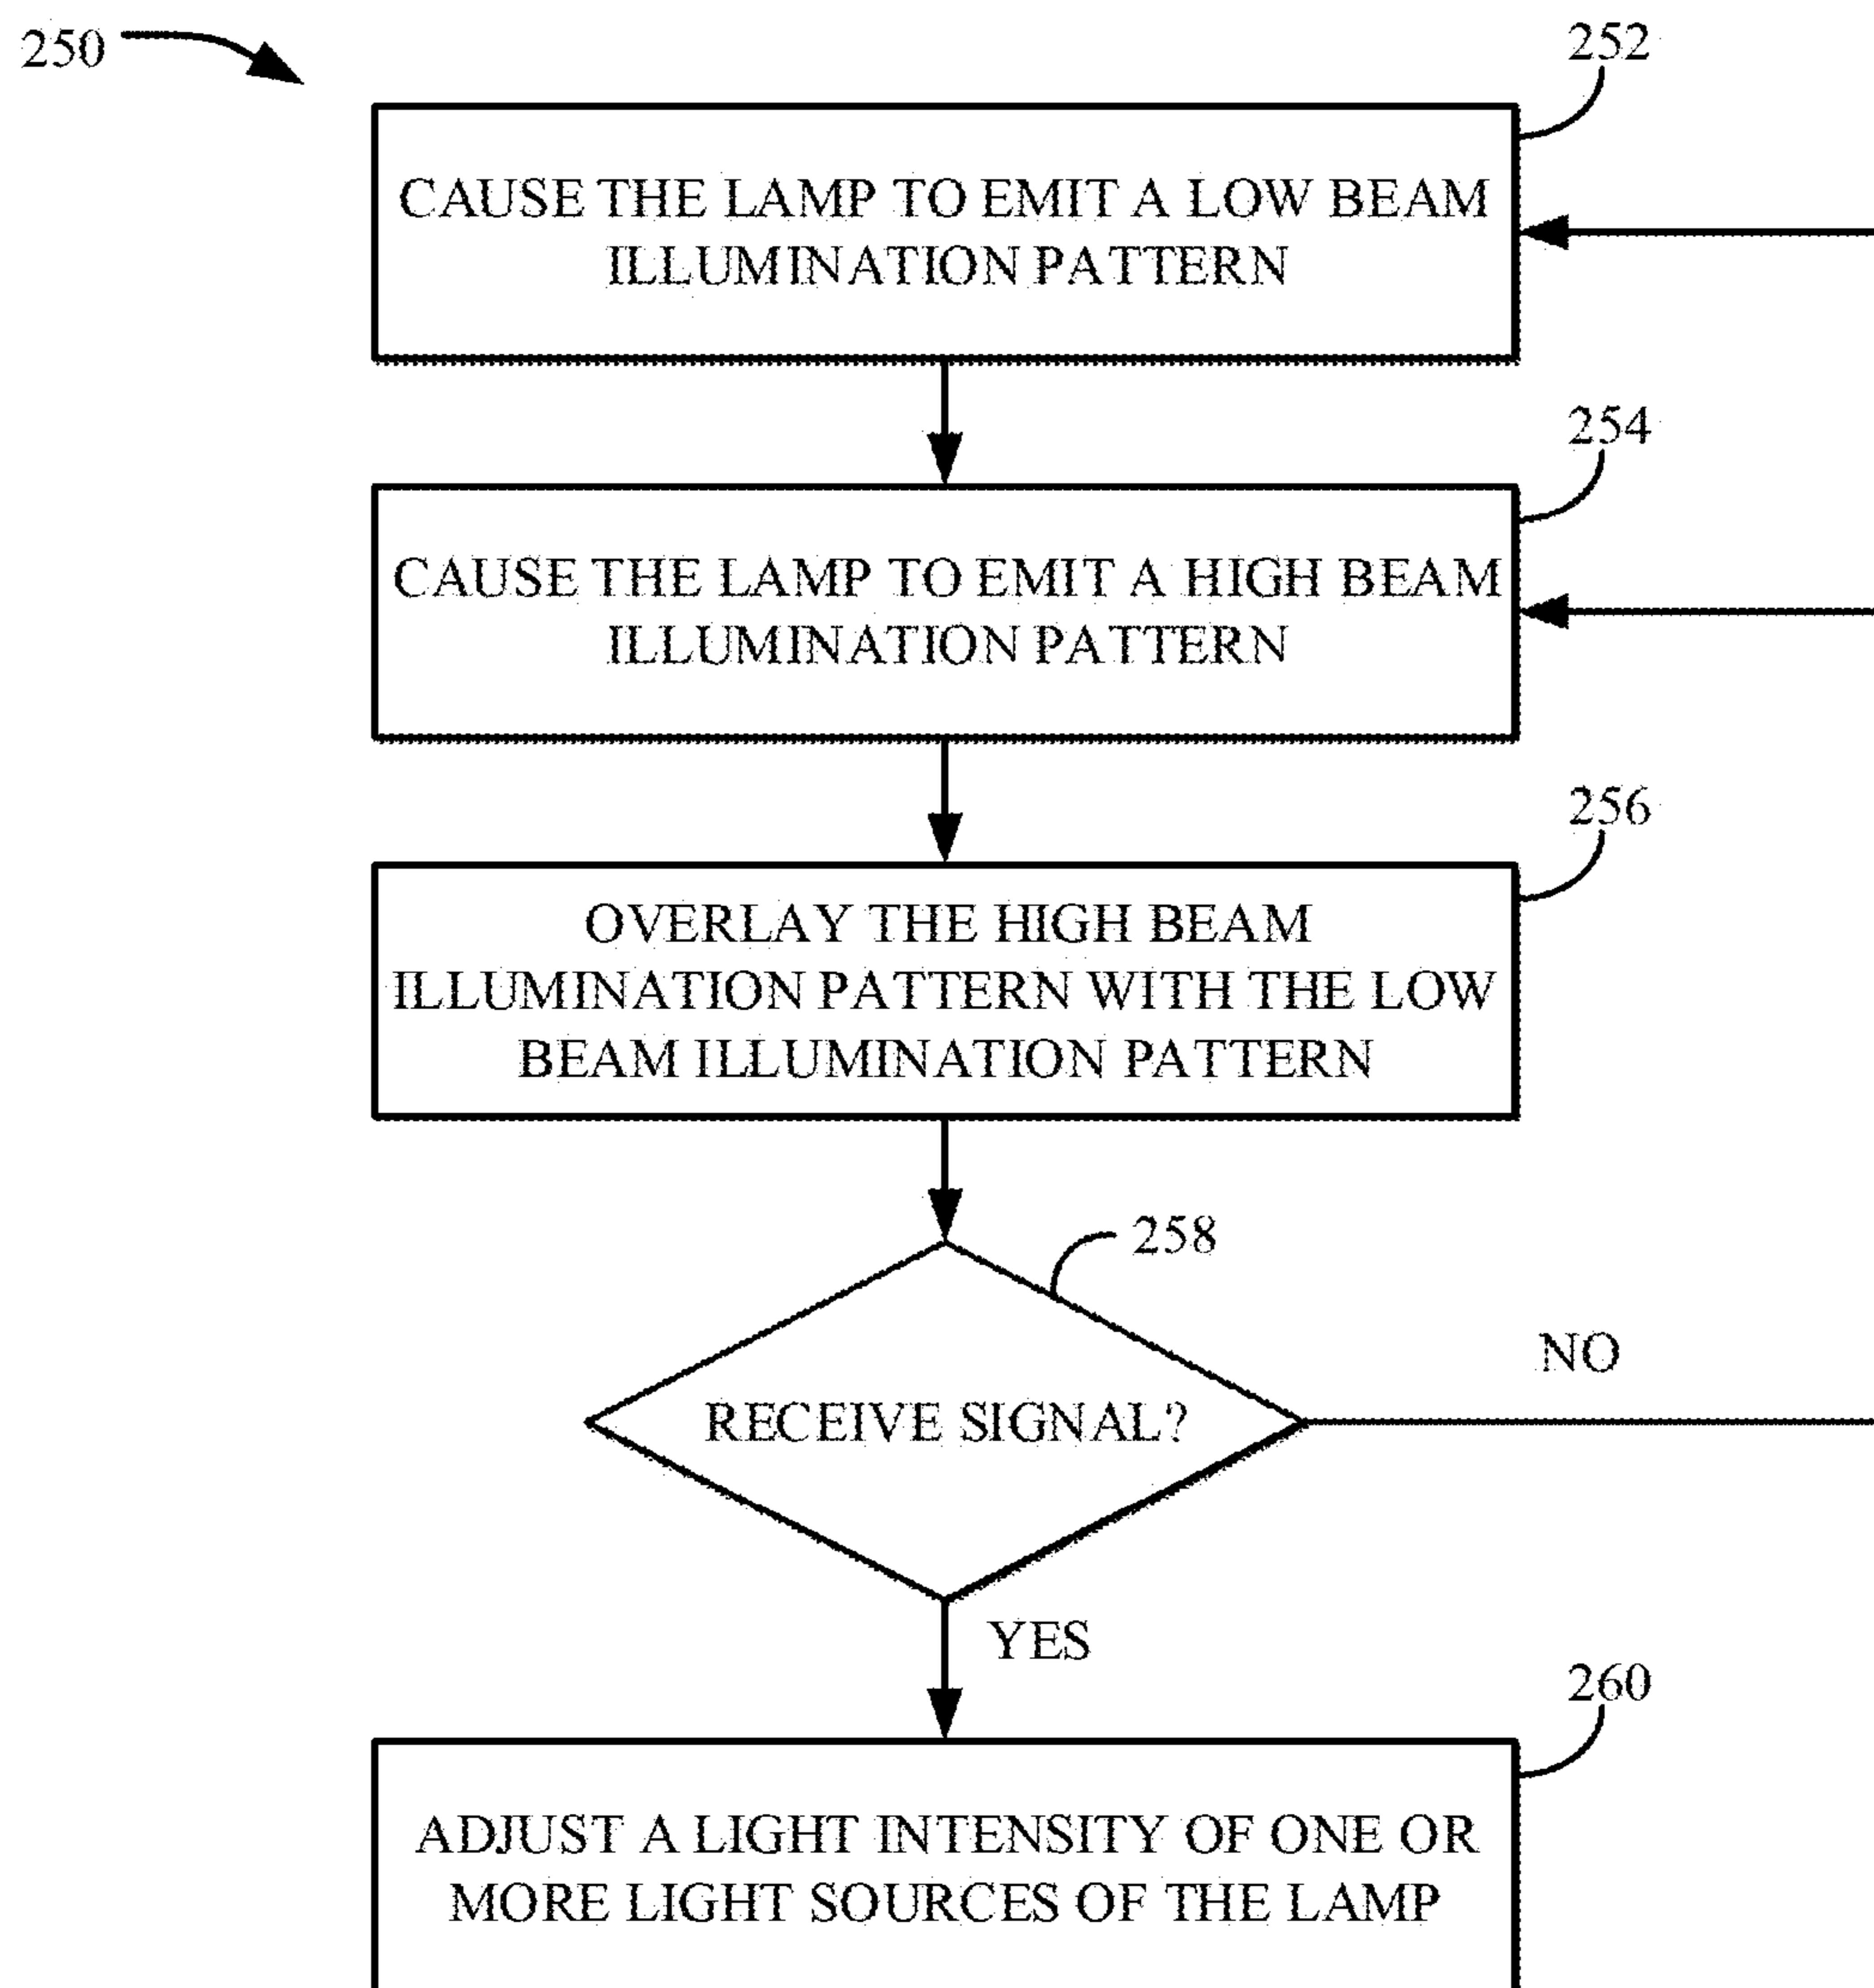 250
252
CAUSE THE LAMP TO EMIT A LOW BEAM
ILLUMINATION PATTERN
254
CAUSE THE LAMP TO EMIT A HIGH BEAM
ILLUMINATION PATTERN
256
OVERLAY THE HIGH BEAM
ILLUMINATION PATTERN WITH THE LOW
BEAM ILLUMINATION PATTERN
258
RECEIVE SIGNAL?
NO
YES
260
ADJUST A LIGHT INTENSITY OF ONE OR
MORE LIGHT SOURCES OF THE LAMP